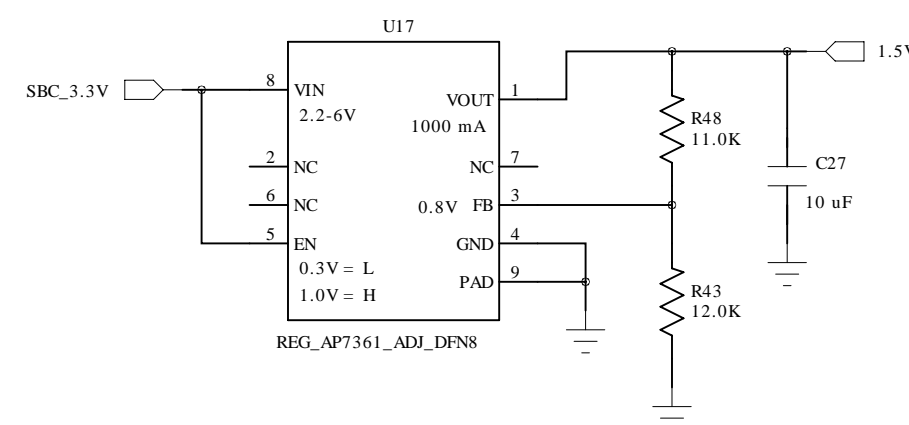 U17
SBC_3.3V
8
VIN
2.2-6V
VOUT
1
1000 mA
1.5V
R48
11.0K
2
NC
NC
7
C27
10 uF
6
NC
0.8V FB
3
5
EN
GND
4
0.3V = L
1.0V = H
PAD
9
R43
12.0K
REG_AP7361_ADJ_DFN8